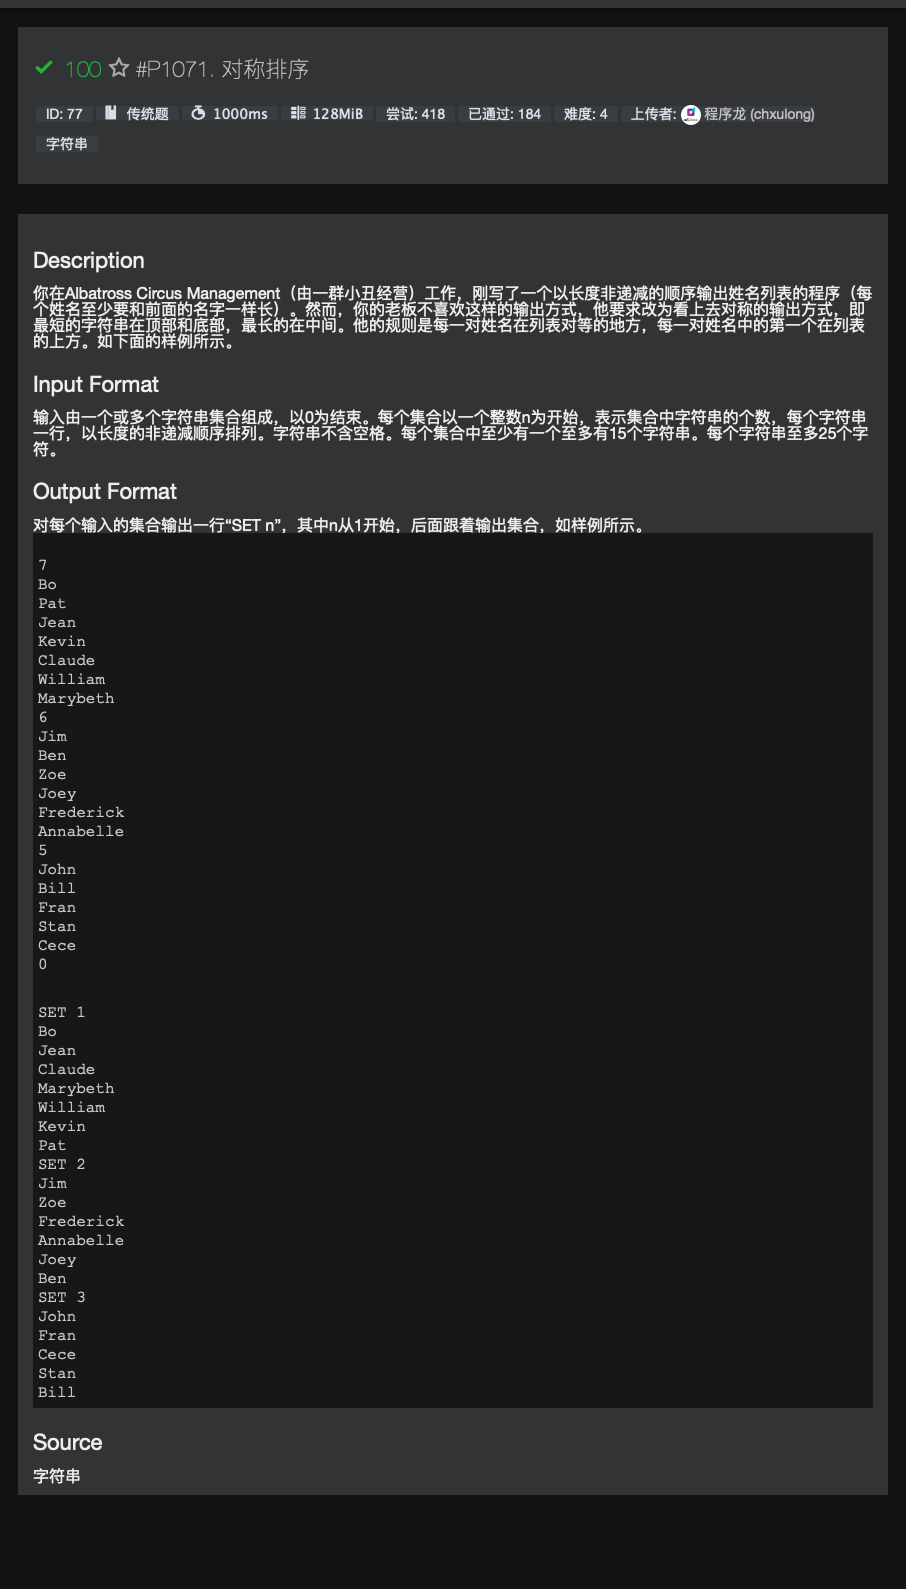 100 #P1071. 对称排序
ID: 77 传统题 1000ms 128MiB 尝试: 418 已通过: 184 难度: 4 上传者: 程序龙 (chxulong)
字符串
Description
你在Albatross Circus Management（由一群小丑经营）工作，刚写了一个以长度非递减的顺序输出姓名列表的程序（每
个姓名至少要和前面的名字一样长）。然而，你的老板不喜欢这样的输出方式，他要求改为看上去对称的输出方式，即
最短的字符串在顶部和底部，最长的在中间。他的规则是每一对姓名在列表对等的地方，每一对姓名中的第一个在列表
的上方。如下面的样例所示。
Input Format
输入由一个或多个字符串集合组成，以0为结束。每个集合以一个整数n为开始，表示集合中字符串的个数，每个字符串
一行，以长度的非递减顺序排列。字符串不含空格。每个集合中至少有一个至多有15个字符串。每个字符串至多25个字
符。
Output Format
对每个输入的集合输出一行“SET n”，其中n从1开始，后面跟着输出集合，如样例所示。
7
Bo
Pat
Jean
Kevin
Claude
William
Marybeth
6
Jim
Ben
Zoe
Joey
Frederick
Annabelle
5
John
Bill
Fran
Stan
Cece
0
SET 1
Bo
Jean
Claude
Marybeth
William
Kevin
Pat
SET 2
Jim
Zoe
Frederick
Annabelle
Joey
Ben
SET 3
John
Fran
Cece
Stan
Bill
Source
字符串